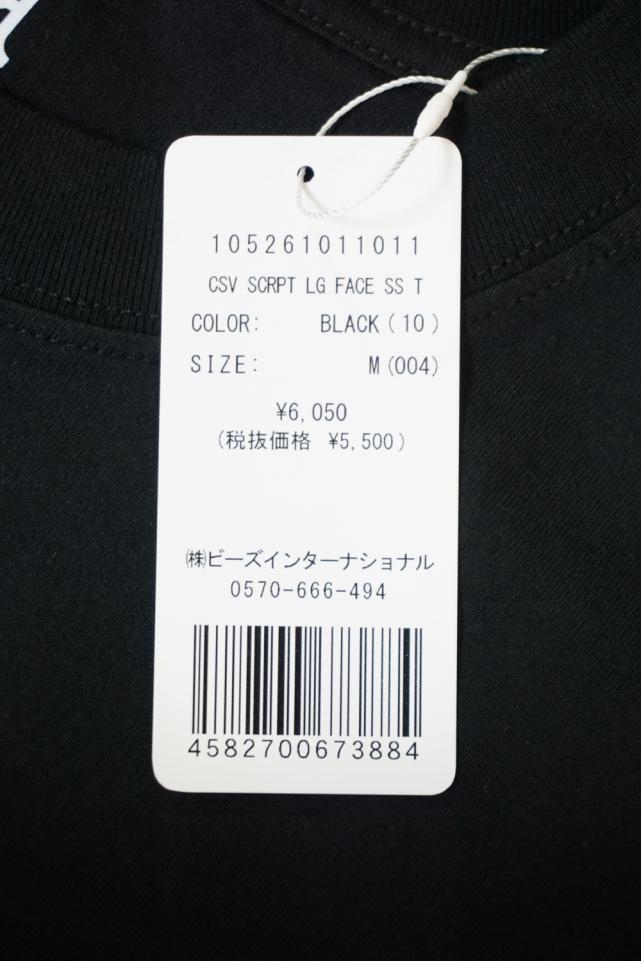 105261011011
CSV SCRPT LG FACE SS T
COLOR: BLACK(10)
SIZE: M(004)
¥6,050
(税抜価格 ¥5,500)
㈱ビーズインターナショナル
0570-666-494
4582700673884